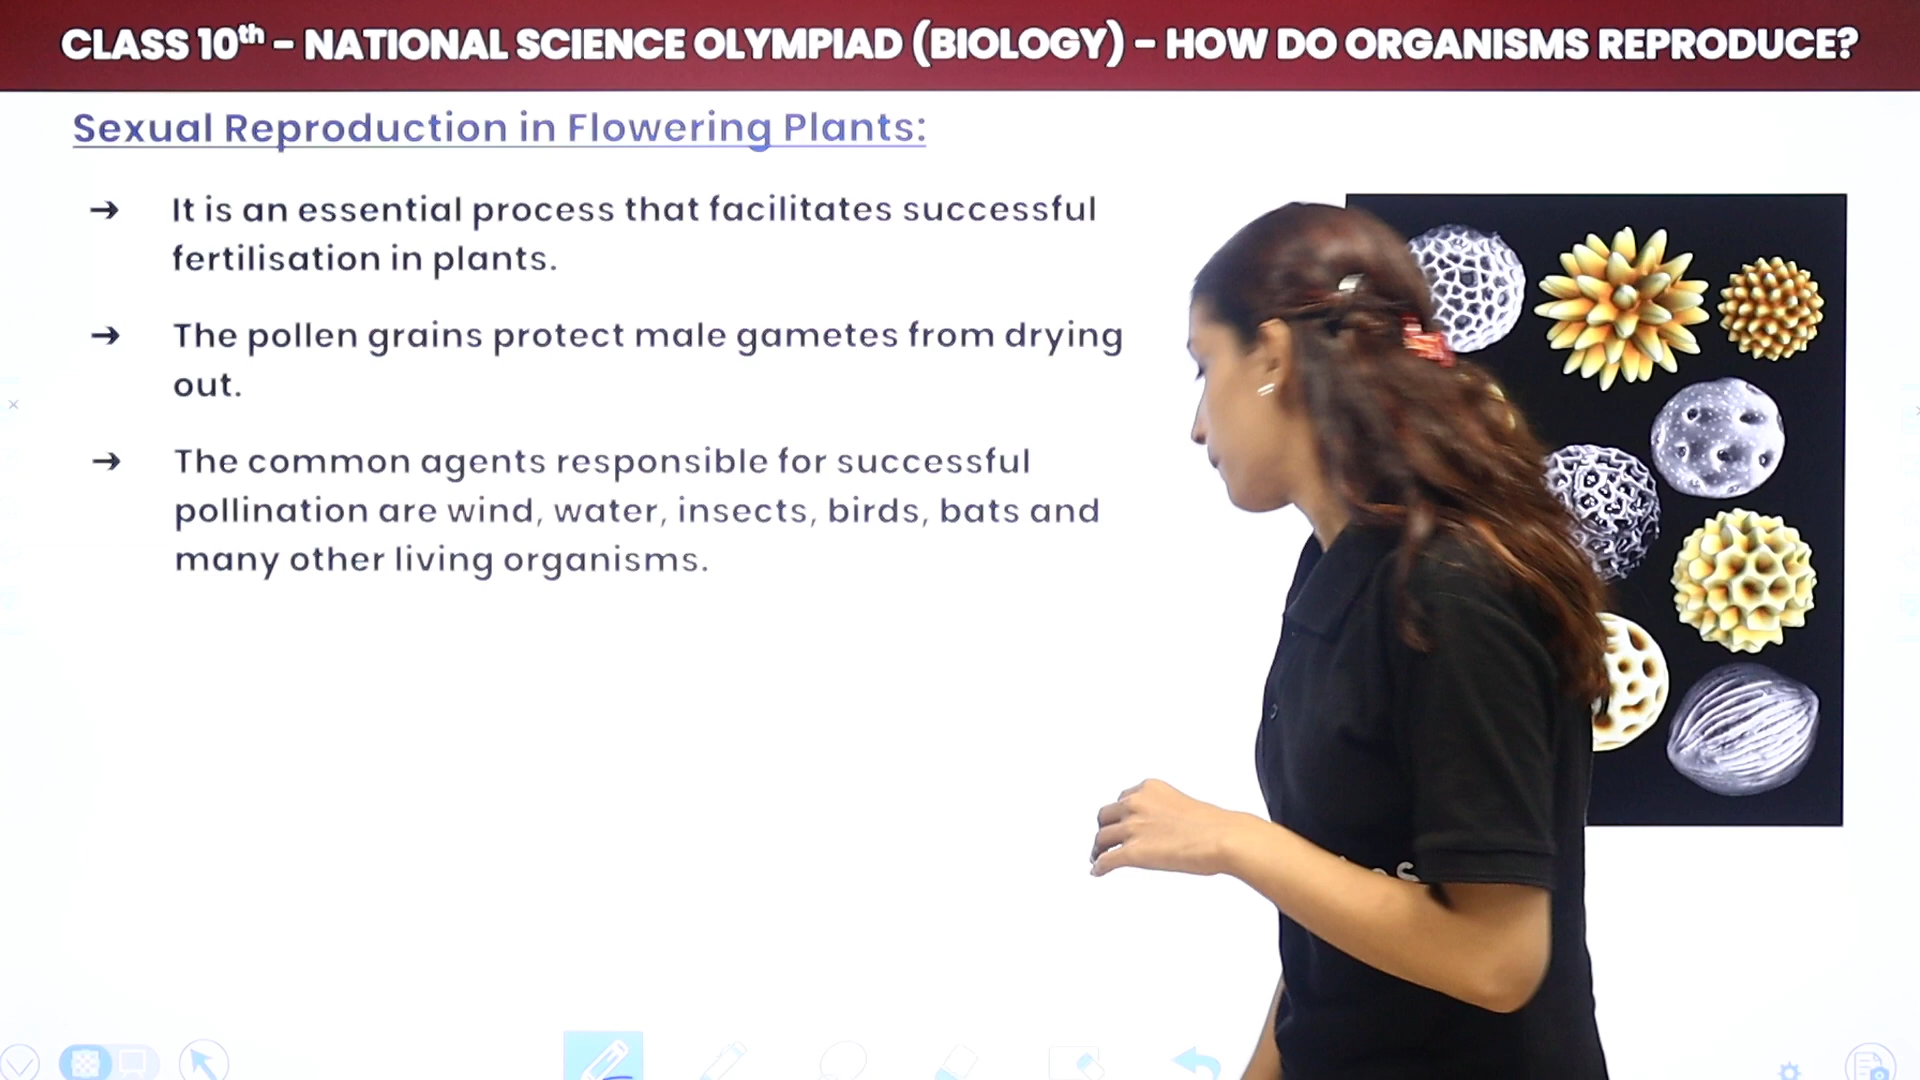 CLASS 10th - NATIONAL SCIENCE OLYMPIAD (BIOLOGY) - HOW DO ORGANISMS REPRODUCE?
Sexual Reproduction in Flowering Plants:
→ It is an essential process that facilitates successful
fertilisation in plants.
→ The pollen grains protect male gametes from drying
out.
→ The common agents responsible for successful
pollination are wind, water, insects, birds, bats and
many other living organisms.